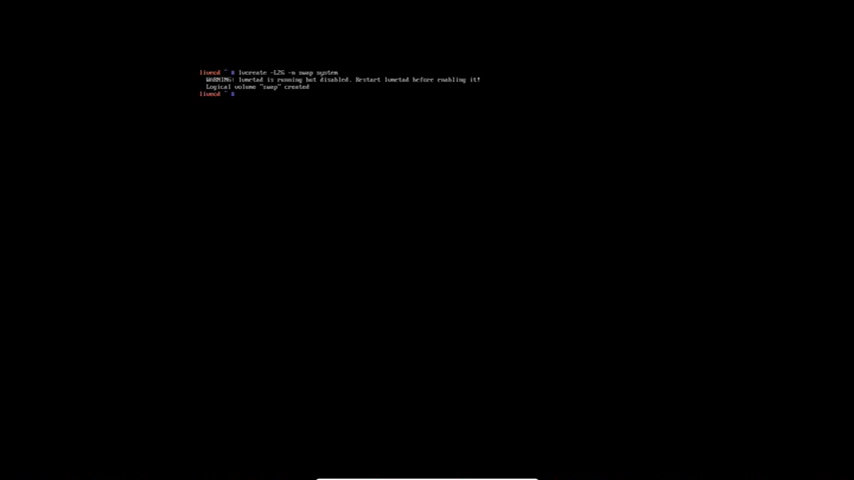 livecd ~ # lvcreate -L2G -n swap system
WARNING: lvmetad is running but disabled. Restart lvmetad before enabling it!
Logical volume "swap" created
livecd ~ #